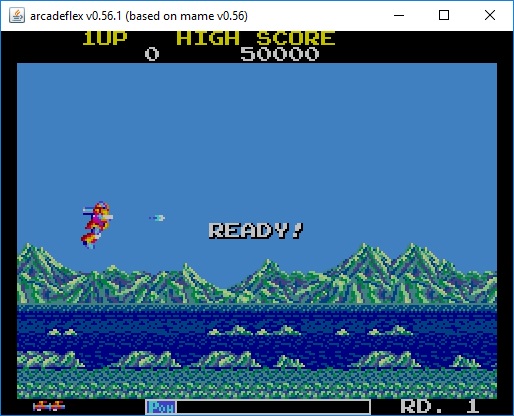 arcadeflex v0.56.1 (based on mame v0.56)
1UP HIGH SCORE
0 50000
READY!
POW RD. 1